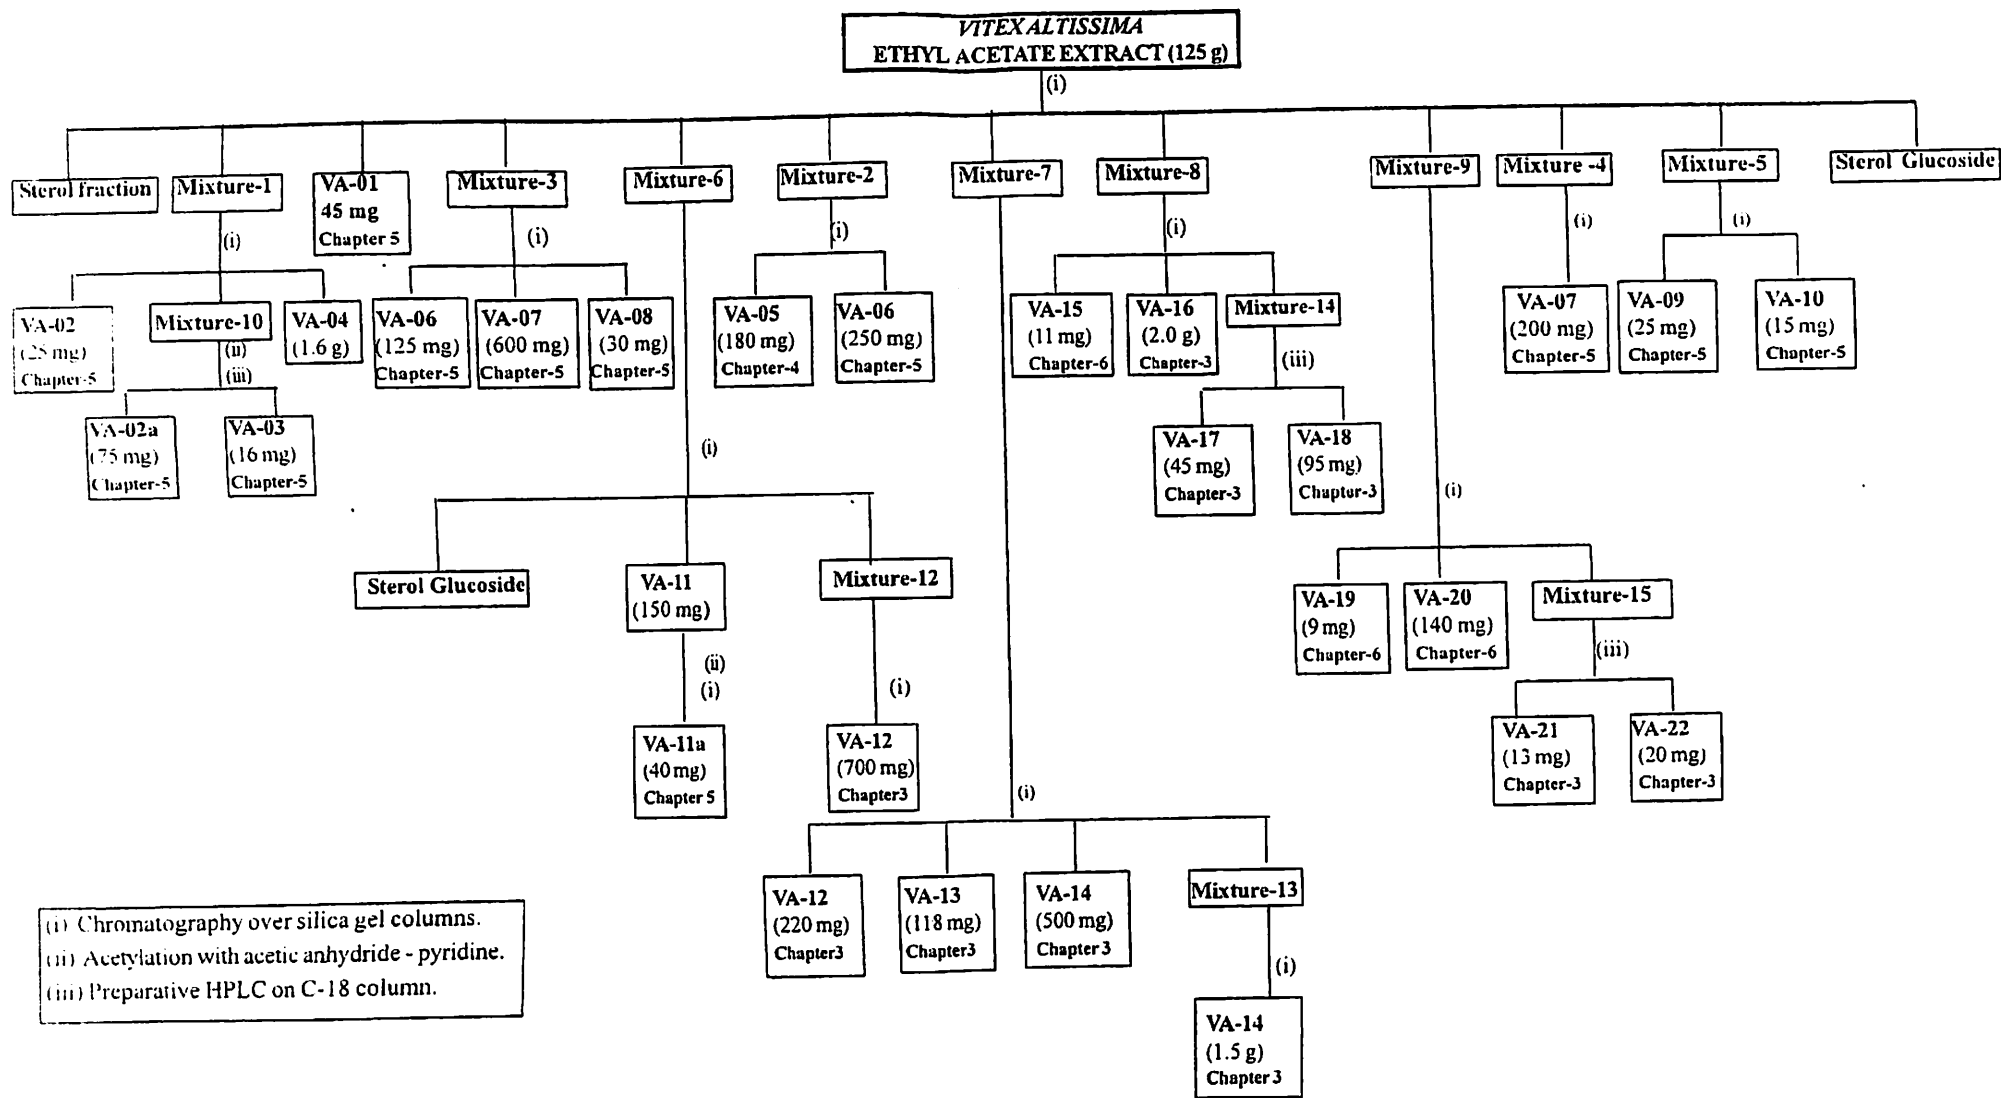 VITEX ALTISSIMA
ETHYL ACETATE EXTRACT (125 g)
(i)
Sterol fraction
Mixture-1
VA-01
45 mg
Chapter 5
Mixture-3
Mixture-6
Mixture-2
Mixture-7
Mixture-8
Mixture-9
Mixture -4
Mixture-5
Sterol Glucoside
(i)
(i)
(i)
(i)
(i)
(i)
VA-02
(25 mg)
Chapter-5
Mixture-10
(ii)
(iii)
VA-04
(1.6 g)
VA-06
(125 mg)
Chapter-5
VA-07
(600 mg)
Chapter-5
VA-08
(30 mg)
Chapter-5
VA-05
(180 mg)
Chapter-4
VA-06
(250 mg)
Chapter-5
VA-15
(11 mg)
Chapter-6
VA-16
(2.0 g)
Chapter-3
Mixture-14
(iii)
VA-07
(200 mg)
Chapter-5
VA-09
(25 mg)
Chapter-5
VA-10
(15 mg)
Chapter-5
VA-02a
(75 mg)
Chapter-5
VA-03
(16 mg)
Chapter-5
(i)
VA-17
(45 mg)
Chapter-3
VA-18
(95 mg)
Chapter-3
(i)
Sterol Glucoside
VA-11
(150 mg)
Mixture-12
VA-19
(9 mg)
Chapter-6
VA-20
(140 mg)
Chapter-6
Mixture-15
(iii)
(ii)
(i)
(i)
VA-11a
(40 mg)
Chapter 5
VA-12
(700 mg)
Chapter3
VA-21
(13 mg)
Chapter-3
VA-22
(20 mg)
Chapter-3
(i)
VA-12
(220 mg)
Chapter3
VA-13
(118 mg)
Chapter3
VA-14
(500 mg)
Chapter 3
Mixture-13
(i)
VA-14
(1.5 g)
Chapter 3
(i) Chromatography over silica gel columns.
(ii) Acetylation with acetic anhydride - pyridine.
(iii) Preparative HPLC on C-18 column.